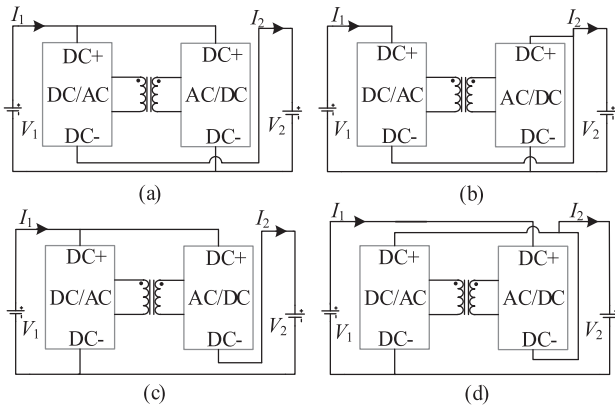 I1 I2
DC+ DC+
DC/AC AC/DC
V1 DC- DC- V2
(a)
I1 I2
DC+ DC+
DC/AC AC/DC
V1 DC- DC- V2
(b)
I1 I2
DC+ DC+
DC/AC AC/DC
V1 DC- DC- V2
(c)
I1 I2
DC+ DC+
DC/AC AC/DC
V1 DC- DC- V2
(d)